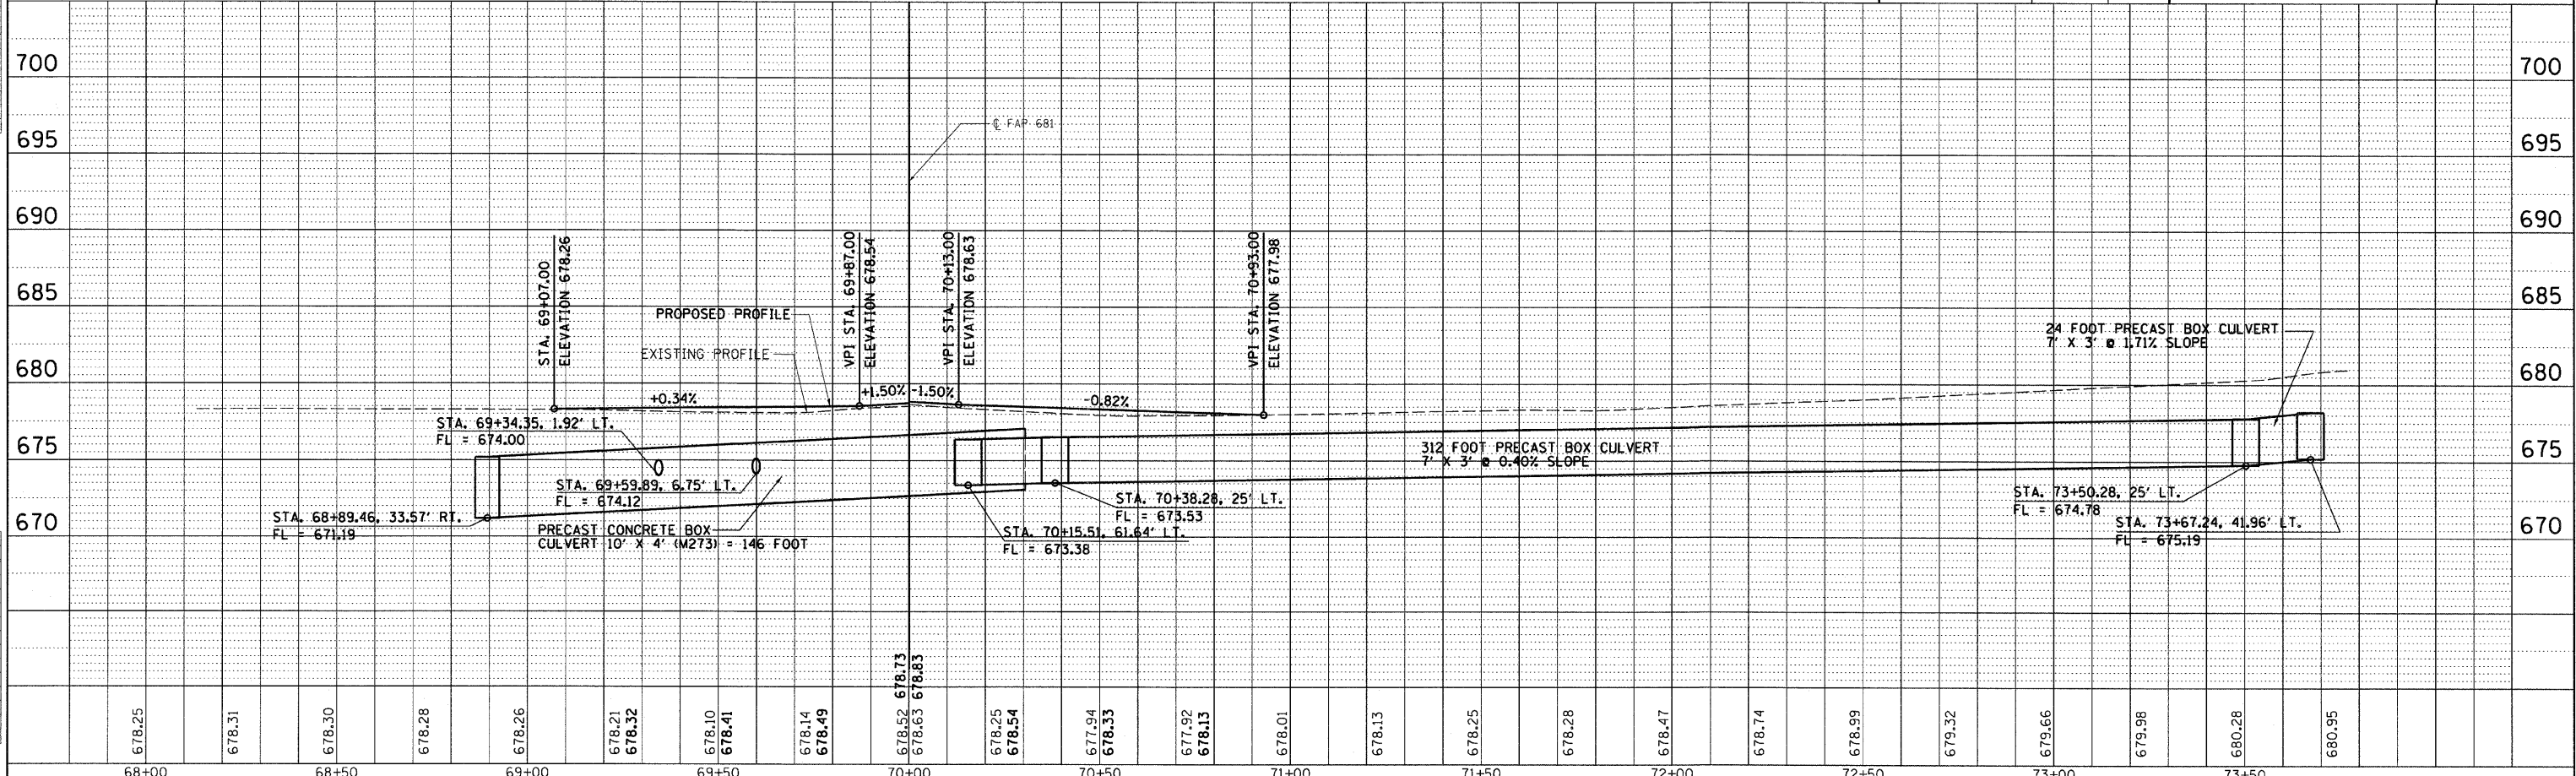 700
700
695
695
690
690
685
685
680
680
675
675
670
670
℄ FAP 681
STA. 69+07.00
ELEVATION 678.26
VPI STA. 69+87.00
ELEVATION 678.54
VPI STA. 70+13.00
ELEVATION 678.63
VPI STA. 70+93.00
ELEVATION 677.98
PROPOSED PROFILE
EXISTING PROFILE
24 FOOT PRECAST BOX CULVERT
7' X 3' @ 1.71% SLOPE
+0.34%
+1.50%
-1.50%
-0.82%
STA. 69+34.35, 1.92' LT.
FL = 674.00
312 FOOT PRECAST BOX CULVERT
7' X 3' @ 0.40% SLOPE
STA. 69+59.89, 6.75' LT.
FL = 674.12
STA. 70+38.28, 25' LT.
FL = 673.53
STA. 73+50.28, 25' LT.
FL = 674.78
STA. 68+89.46, 33.57' RT.
FL = 671.19
PRECAST CONCRETE BOX
CULVERT 10' X 4' (M273) = 146 FOOT
STA. 70+15.51, 61.64' LT.
FL = 673.38
STA. 73+67.24, 41.96' LT.
FL = 675.19
678.73
678.83
678.25
678.31
678.30
678.28
678.26
678.21
678.32
678.10
678.41
678.14
678.49
678.52
678.63
678.25
678.54
677.94
678.33
677.92
678.13
678.01
678.13
678.25
678.28
678.47
678.74
678.99
679.32
679.66
679.98
680.28
680.95
68+00
68+50
69+00
69+50
70+00
70+50
71+00
71+50
72+00
72+50
73+00
73+50